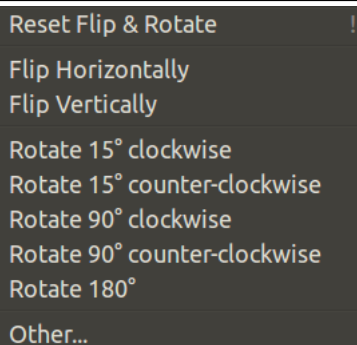 Reset Flip & Rotate !
Flip Horizontally
Flip Vertically
Rotate 15° clockwise
Rotate 15° counter-clockwise
Rotate 90° clockwise
Rotate 90° counter-clockwise
Rotate 180°
Other...